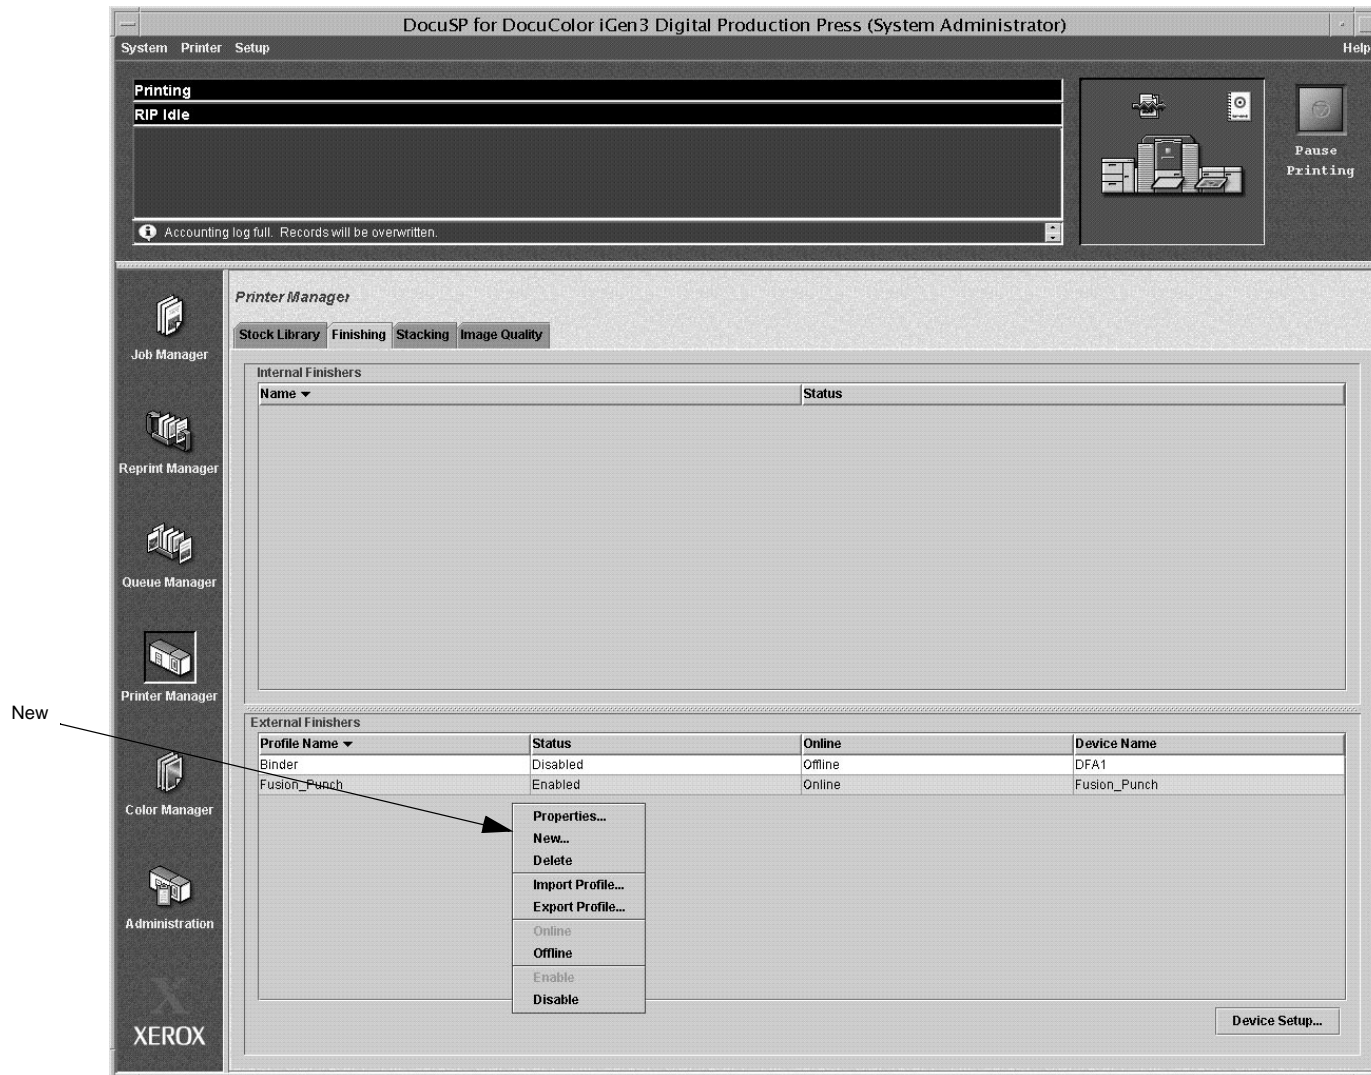 DocuSP for DocuColor iGen3 Digital Production Press (System Administrator)
System Printer Setup Help
Printing
RIP Idle
Accounting log full. Records will be overwritten.
Pause
Printing
Job Manager
Reprint Manager
Queue Manager
Printer Manager
Color Manager
Administration
X
XEROX
Printer Manager
Stock Library Finishing Stacking Image Quality
Internal Finishers
Name Status
External Finishers
Profile Name Status Online Device Name
Binder Disabled Offline DFA1
Fusion_Punch Enabled Online Fusion_Punch
New
Properties...
New...
Delete
Import Profile...
Export Profile...
Online
Offline
Enable
Disable
Device Setup...